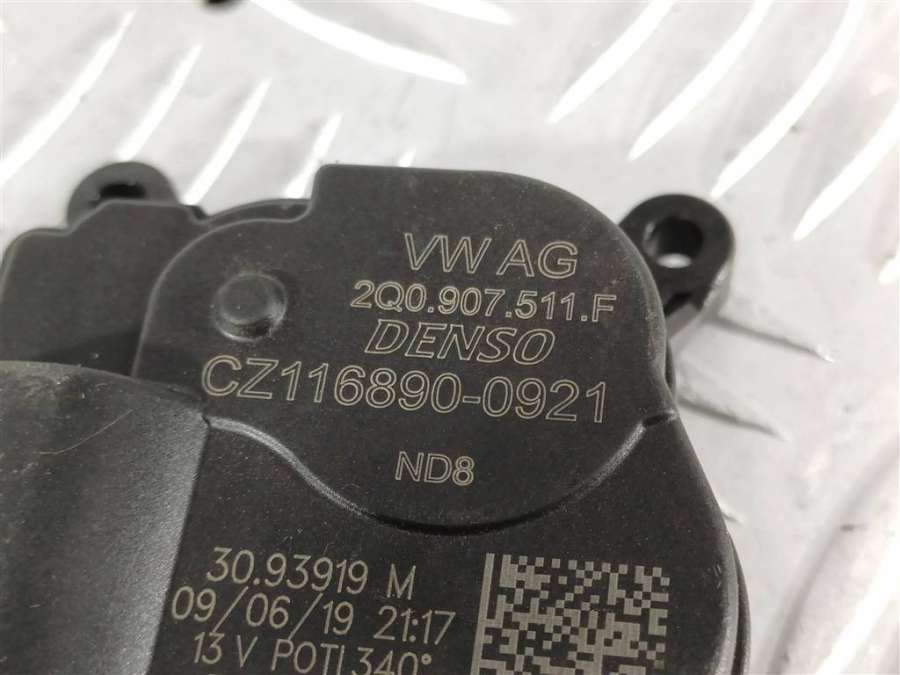 VW AG
2Q0.907.511.F
DENSO
CZ116890-0921
ND8
30.93919 M
09/06/19 21:17
13 V POTI 340°